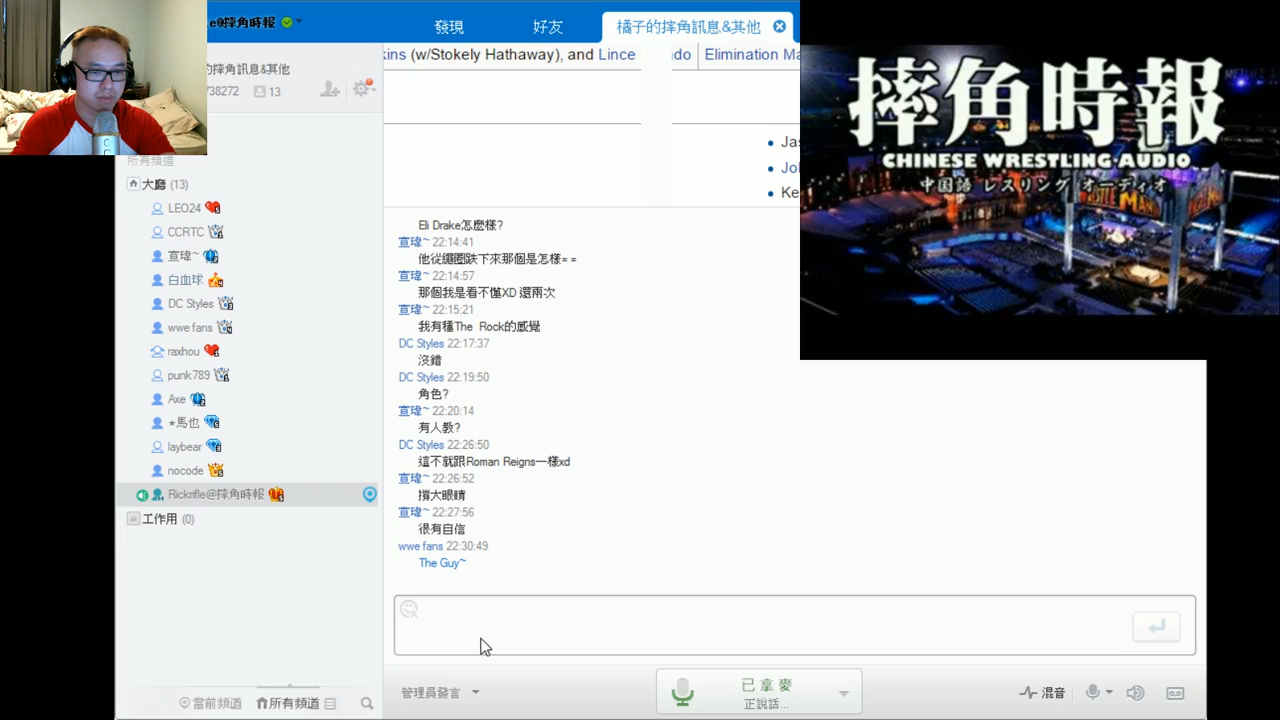 e@摔角時報
發現
好友
橘子的摔角訊息&其他
的摔角訊息&其他
38272
13
所有頻道
大廳 (13)
LEO24
CCRTC
宣瑋~
白血球
DC Styles
wwe fans
raxhou
punk789
Axe
*馬也
laybear
nocode
Rickrifle@摔角時報
工作用 (0)
當前頻道
所有頻道
kins (w/Stokely Hathaway), and Lince
do
Elimination Ma
Jas
Jo
Ke
Eli Drake怎麼樣?
宣瑋~ 22:14:41
他從繩圈跌下來那個是怎樣= =
宣瑋~ 22:14:57
那個我是看不懂XD 還兩次
宣瑋~ 22:15:21
我有種The Rock的感覺
DC Styles 22:17:37
沒錯
DC Styles 22:19:50
角色?
宣瑋~ 22:20:14
有人教?
DC Styles 22:26:50
這不就跟Roman Reigns一樣xd
宣瑋~ 22:26:52
撐大眼睛
宣瑋~ 22:27:56
很有自信
wwe fans 22:30:49
The Guy~
管理員發言
已拿麥
正說話...
混音
摔角時報
CHINESE WRESTLING AUDIO
中国語 レスリング オーディオ